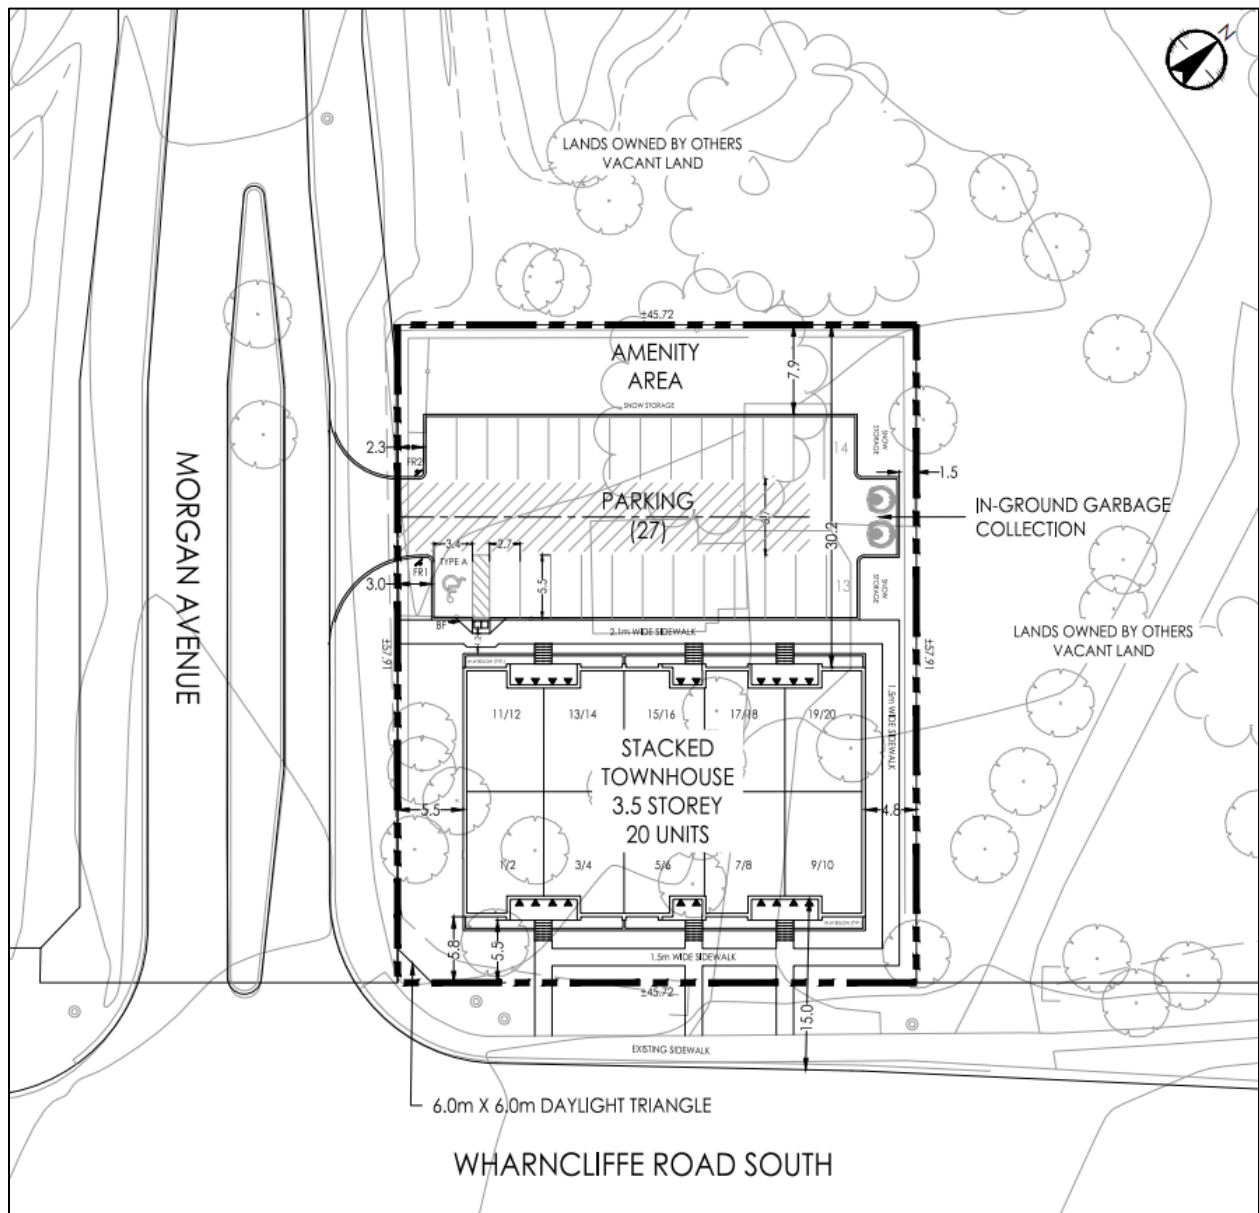 N
LANDS OWNED BY OTHERS
VACANT LAND
±45.72
AMENITY
AREA
7.9
SNOW STORAGE
2.3
FR2
14
SNOW
STORAGE
1.5
PARKING
(27)
6.7
30.2
IN-GROUND GARBAGE
COLLECTION
3.4
2.7
TYPE A
FR1
3.0
5.5
13
SNOW
STORAGE
BF
2.1m WIDE SIDEWALK
±57.91
±57.91
LANDS OWNED BY OTHERS
VACANT LAND
MORGAN AVENUE
11/12
13/14
15/16
17/18
19/20
1.5m WIDE SIDEWALK
STACKED
TOWNHOUSE
3.5 STOREY
20 UNITS
5.5
4.8
1/2
3/4
5/6
7/8
9/10
5.8
5.5
1.5m WIDE SIDEWALK
±45.72
15.0
EXISTING SIDEWALK
6.0m X 6.0m DAYLIGHT TRIANGLE
WHARNCLIFFE ROAD SOUTH